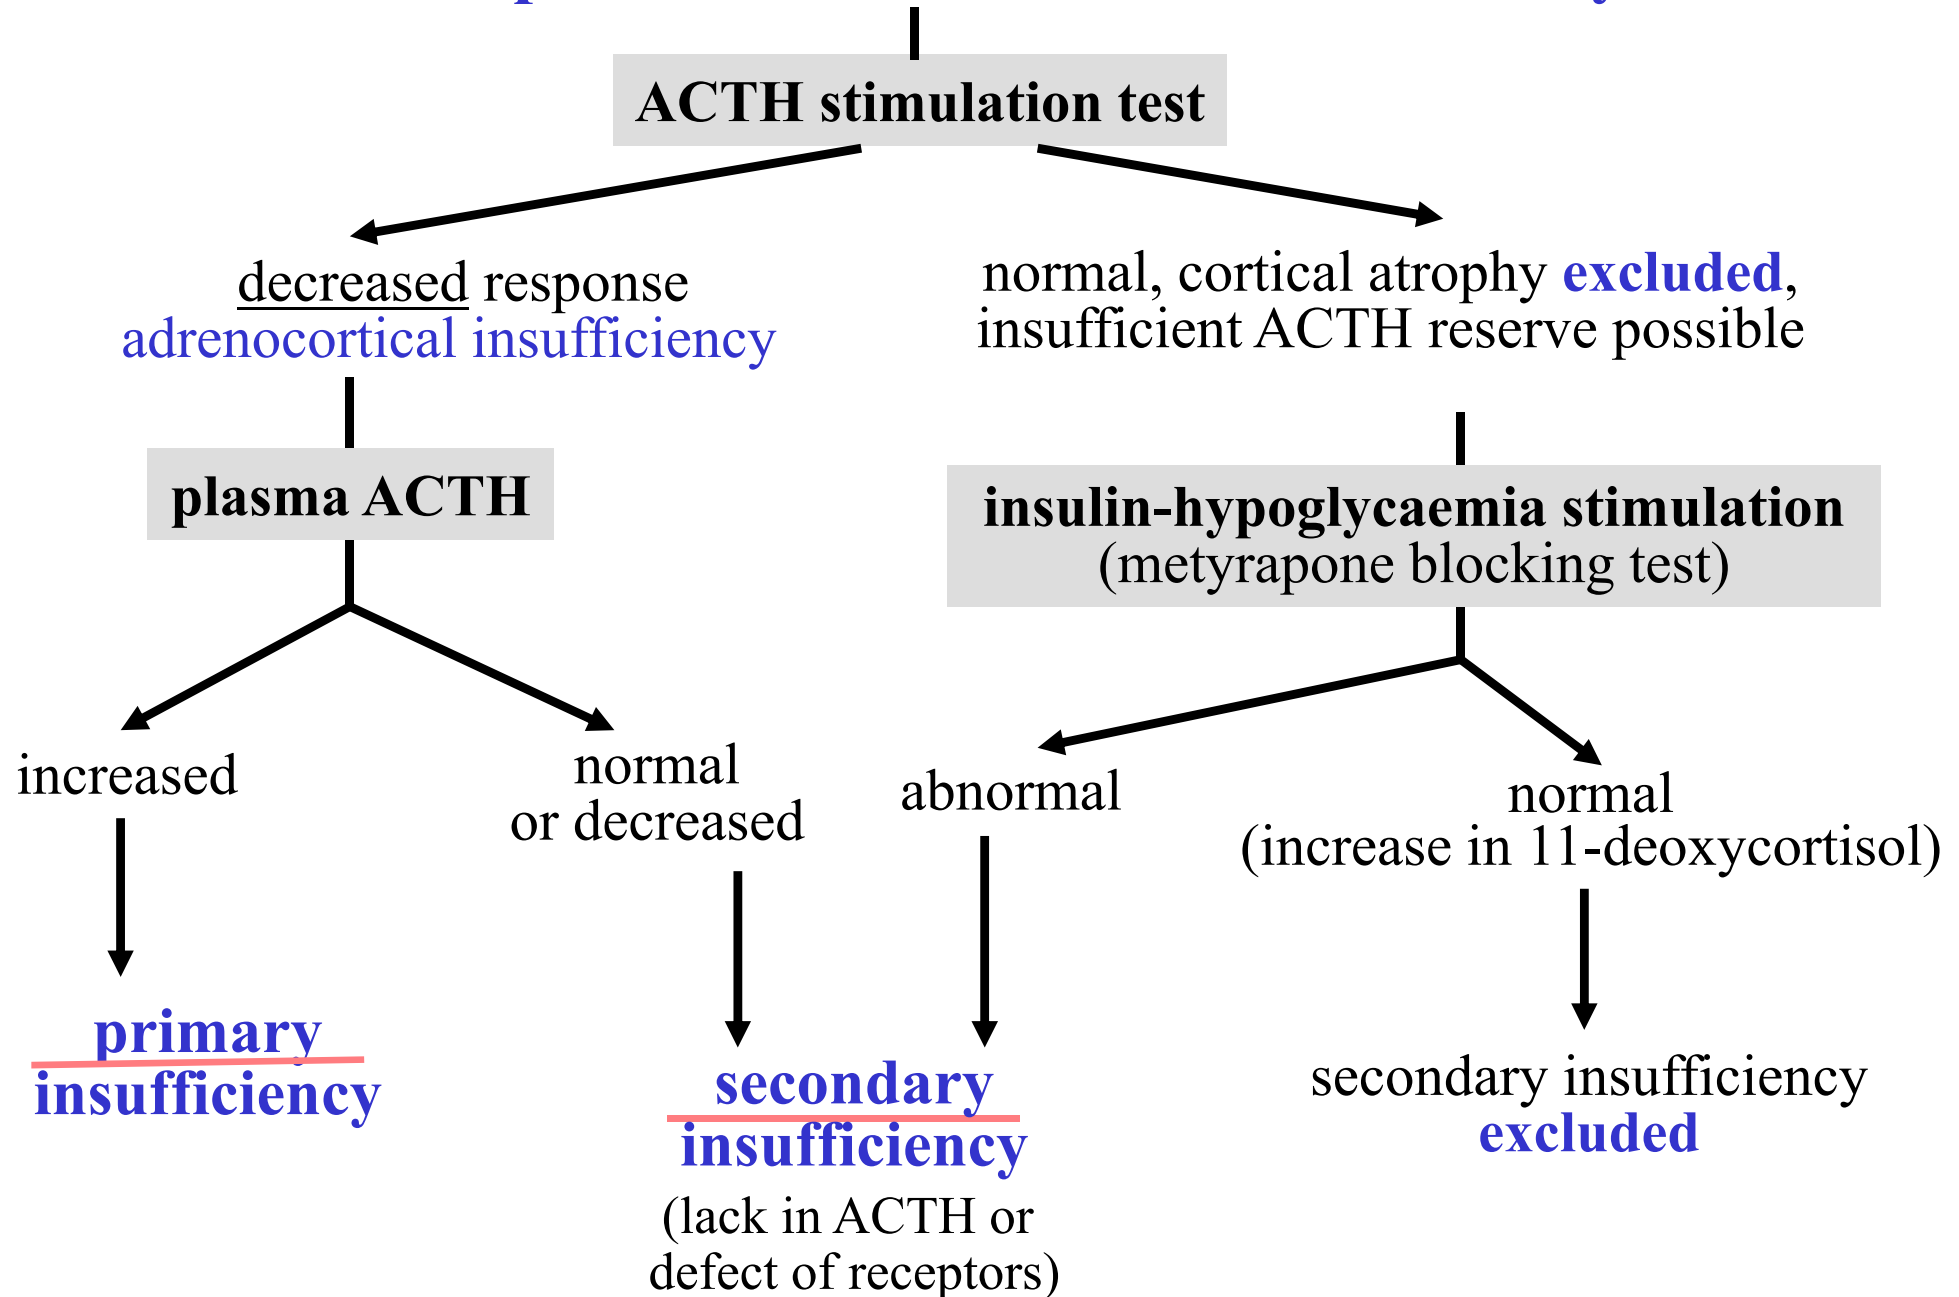 ACTH stimulation test
decreased response
adrenocortical insufficiency
normal, cortical atrophy excluded,
insufficient ACTH reserve possible
plasma ACTH
insulin-hypoglycaemia stimulation
(metyrapone blocking test)
increased
normal
or decreased
abnormal
normal
(increase in 11-deoxycortisol)
primary
insufficiency
secondary
insufficiency
(lack in ACTH or
defect of receptors)
secondary insufficiency
excluded